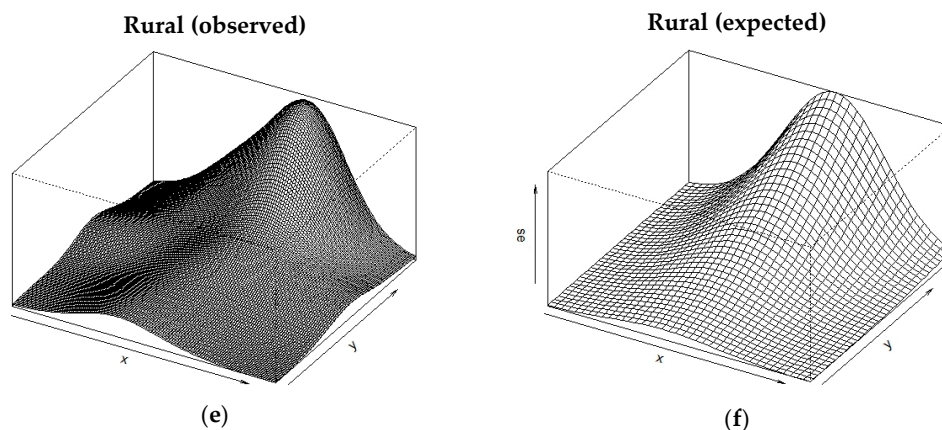 Rural (observed)
Rural (expected)
x
y
se
x
y
(e)
(f)